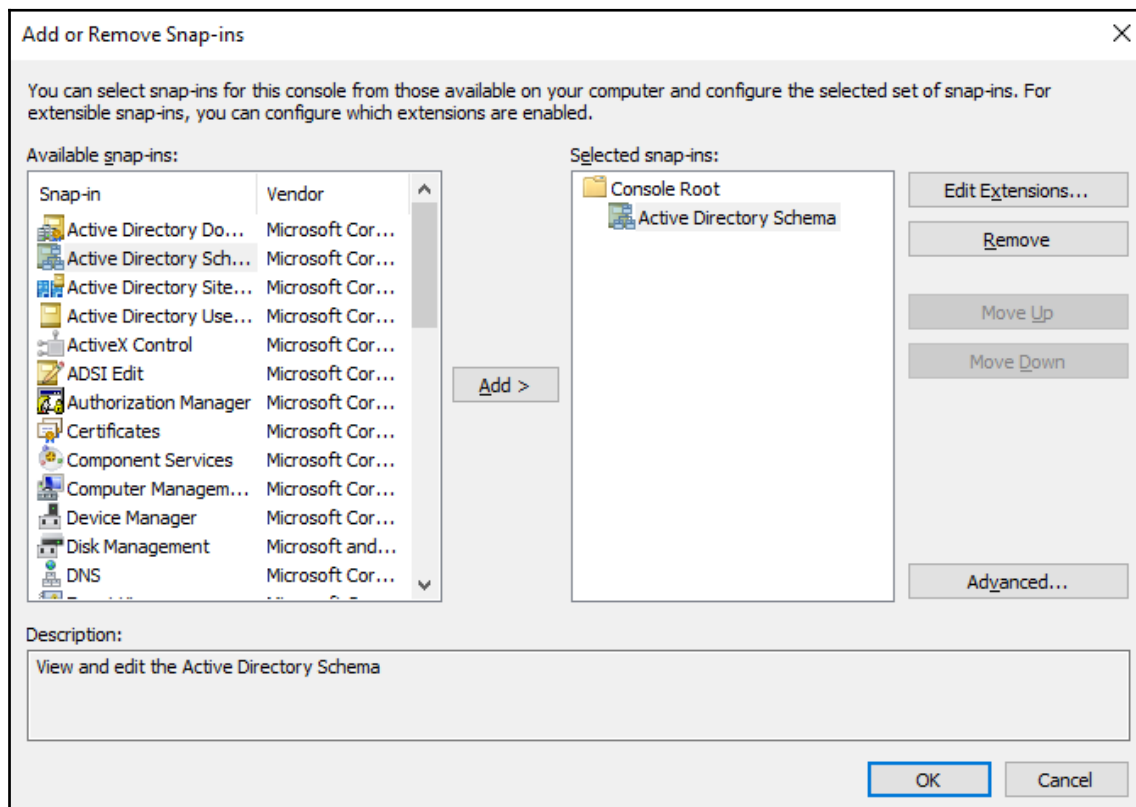 Add or Remove Snap-ins
You can select snap-ins for this console from those available on your computer and configure the selected set of snap-ins. For
extensible snap-ins, you can configure which extensions are enabled.
Available snap-ins:
Snap-in Vendor
Active Directory Do... Microsoft Cor...
Active Directory Sch... Microsoft Cor...
Active Directory Site... Microsoft Cor...
Active Directory Use... Microsoft Cor...
ActiveX Control Microsoft Cor...
ADSI Edit Microsoft Cor...
Authorization Manager Microsoft Cor...
Certificates Microsoft Cor...
Component Services Microsoft Cor...
Computer Managem... Microsoft Cor...
Device Manager Microsoft Cor...
Disk Management Microsoft and...
DNS Microsoft Cor...
Add >
Selected snap-ins:
Console Root
Active Directory Schema
Edit Extensions...
Remove
Move Up
Move Down
Advanced...
Description:
View and edit the Active Directory Schema
OK
Cancel